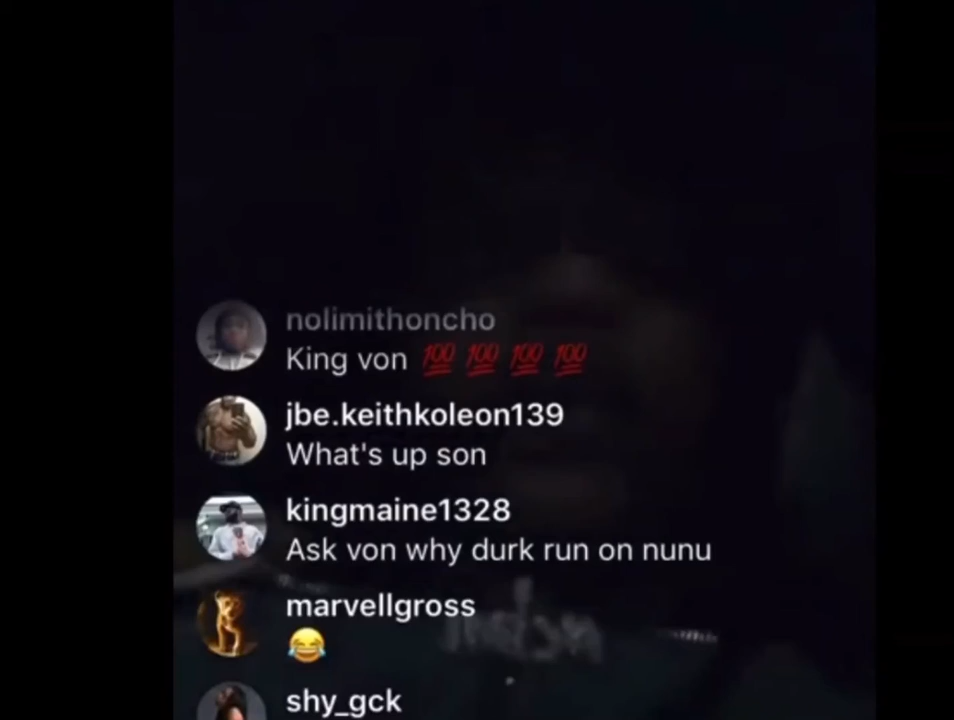 nolimithoncho
King von 💯 💯 💯 💯
jbe.keithkoleon139
What's up son
kingmaine1328
Ask von why durk run on nunu
marvellgross
😂
shy_gck